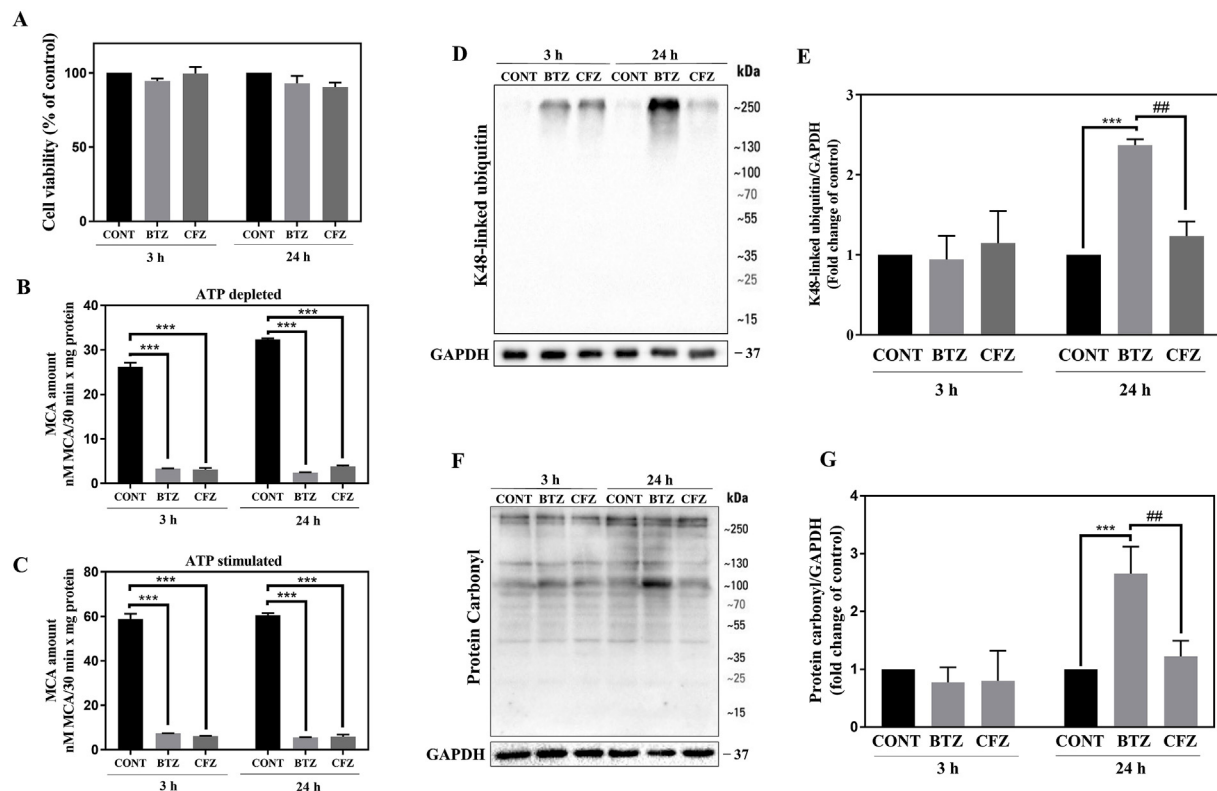 A
Cell viability (% of control)
100
50
0
CONT BTZ CFZ CONT BTZ CFZ
3 h 24 h
B
ATP depleted
MCA amount
nM MCA/30 min x mg protein
40
30
20
10
0
*** *** *** ***
CONT BTZ CFZ CONT BTZ CFZ
3 h 24 h
C
ATP stimulated
MCA amount
nM MCA/30 min x mg protein
80
60
40
20
0
*** *** *** ***
CONT BTZ CFZ CONT BTZ CFZ
3 h 24 h
D
3 h 24 h
CONT BTZ CFZ CONT BTZ CFZ kDa
K48-linked ubiquitin
~250
~130
~100
~70
~55
~35
~25
~15
GAPDH – 37
E
K48-linked ubiquitin/GAPDH
(Fold change of control)
3
2
1
0
*** ##
CONT BTZ CFZ CONT BTZ CFZ
3 h 24 h
F
3 h 24 h
CONT BTZ CFZ CONT BTZ CFZ kDa
Protein Carbonyl
~250
~130
~100
~70
~55
~35
~25
~15
GAPDH – 37
G
Protein carbonyl/GAPDH
(fold change of control)
4
3
2
1
0
*** ##
CONT BTZ CFZ CONT BTZ CFZ
3 h 24 h